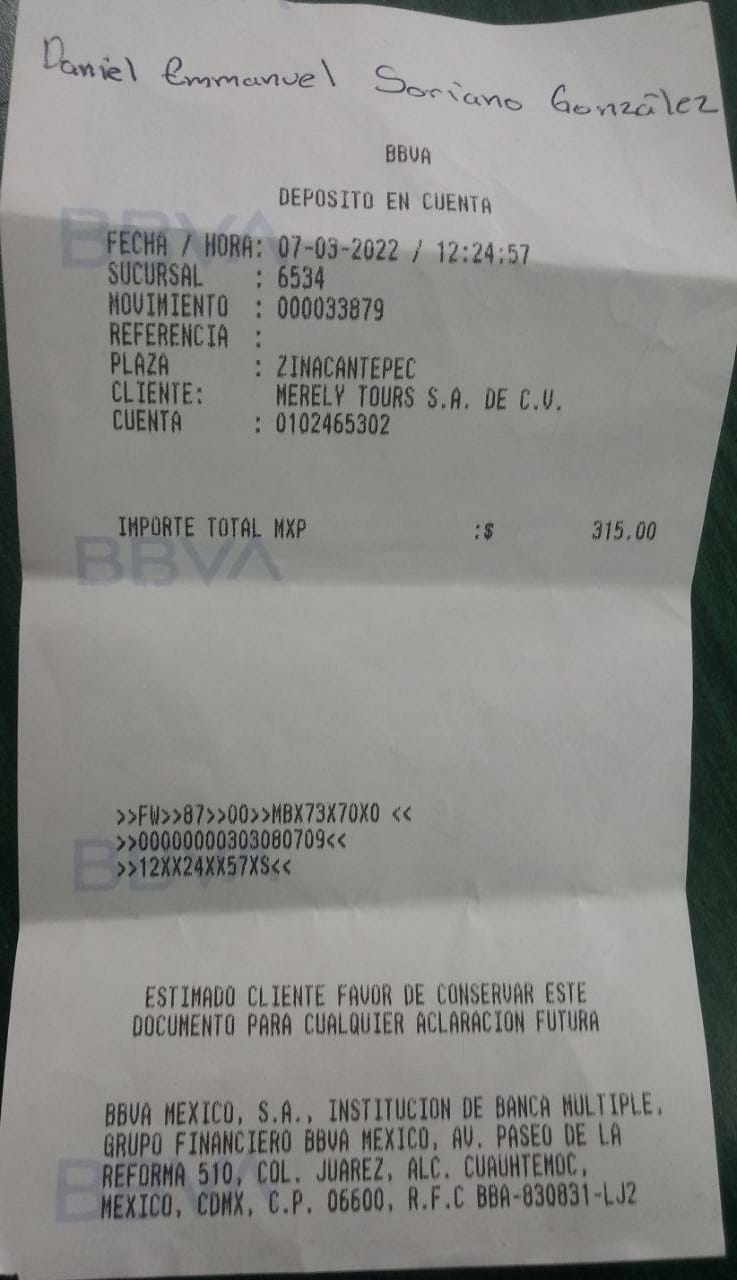 Daniel Emmanuel Soriano González
BBVA
DEPOSITO EN CUENTA
FECHA / HORA: 07-03-2022 / 12:24:57
SUCURSAL : 6534
MOVIMIENTO : 000033879
REFERENCIA :
PLAZA : ZINACANTEPEC
CLIENTE: MERELY TOURS S.A. DE C.V.
CUENTA : 0102465302
IMPORTE TOTAL MXP :$ 315.00
BBVA
>>FW>>87>>00>>MBX73X70X0 <<
>>00000000303080709<<
>>12XX24XX57XS<<
ESTIMADO CLIENTE FAVOR DE CONSERVAR ESTE
DOCUMENTO PARA CUALQUIER ACLARACION FUTURA
BBVA MEXICO, S.A., INSTITUCION DE BANCA MULTIPLE,
GRUPO FINANCIERO BBVA MEXICO, AV. PASEO DE LA
REFORMA 510, COL. JUAREZ, ALC. CUAUHTEMOC,
MEXICO, CDMX, C.P. 06600, R.F.C BBA-830831-LJ2